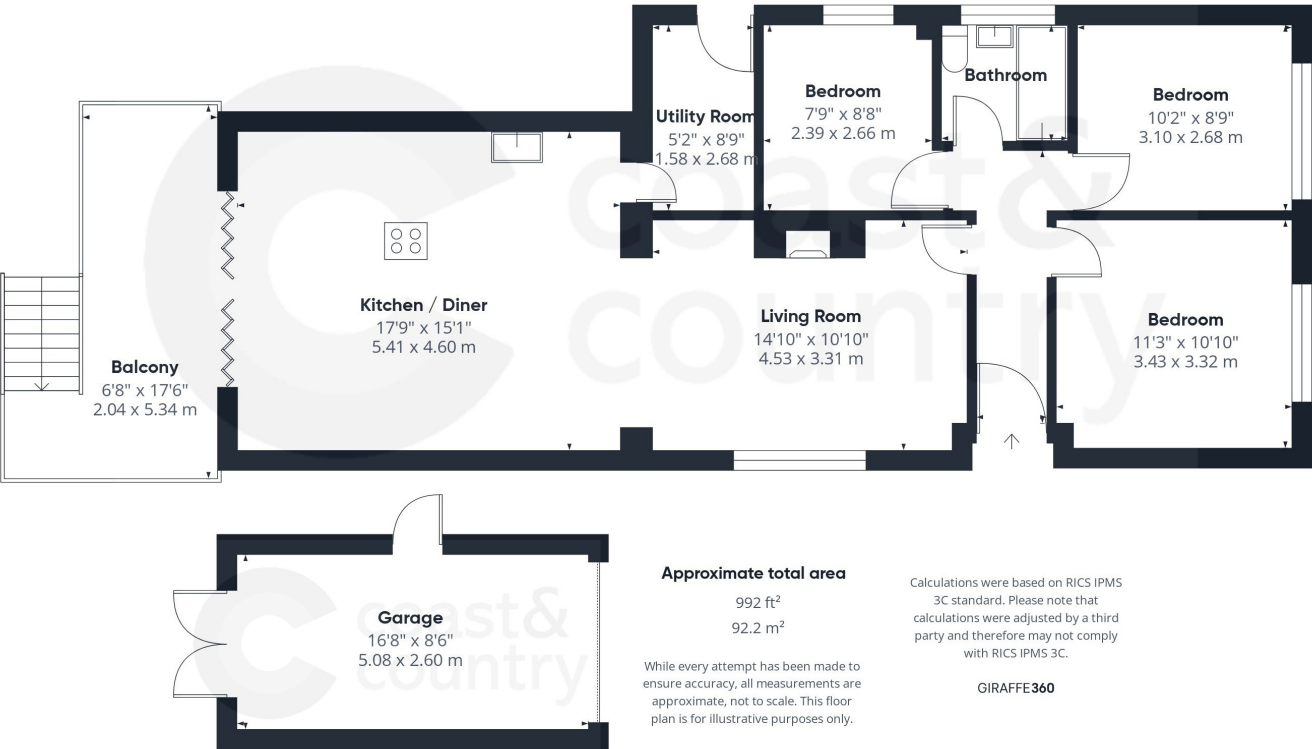 Utility Room
5'2" x 8'9"
1.58 x 2.68 m
Bedroom
7'9" x 8'8"
2.39 x 2.66 m
Bathroom
Bedroom
10'2" x 8'9"
3.10 x 2.68 m
Kitchen / Diner
17'9" x 15'1"
5.41 x 4.60 m
Living Room
14'10" x 10'10"
4.53 x 3.31 m
Bedroom
11'3" x 10'10"
3.43 x 3.32 m
Balcony
6'8" x 17'6"
2.04 x 5.34 m
coast&
country
Garage
16'8" x 8'6"
5.08 x 2.60 m
coast&
country
Approximate total area
992 ft²
92.2 m²
While every attempt has been made to
ensure accuracy, all measurements are
approximate, not to scale. This floor
plan is for illustrative purposes only.
Calculations were based on RICS IPMS
3C standard. Please note that
calculations were adjusted by a third
party and therefore may not comply
with RICS IPMS 3C.
GIRAFFE360